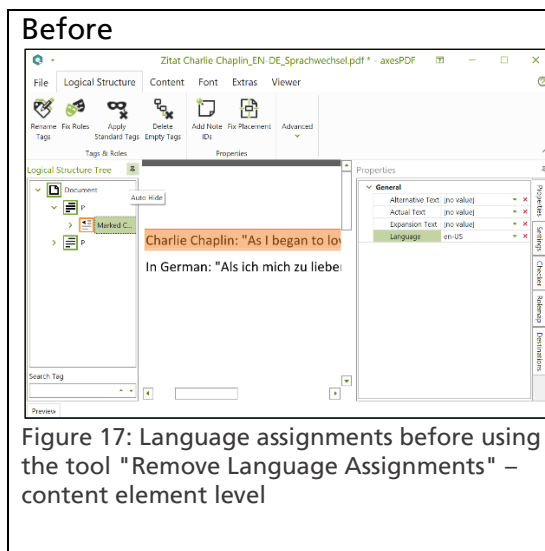 Before
Zitat Charlie Chaplin_EN-DE_Sprachwechsel.pdf * - axesPDF
File Logical Structure Content Font Extras Viewer
Rename Tags Fix Roles Apply Standard Tags Delete Empty Tags Add Note IDs Fix Placement Advanced
Tags & Roles Properties
Logical Structure Tree
Auto Hide
Document
P
Marked C...
P
Search Tag
Preview
Charlie Chaplin: "As I began to lov
In German: "Als ich mich zu lieber
Properties
General
Alternative Text [no value]
Actual Text [no value]
Expansion Text [no value]
Language en-US
Properties
Settings
Checker
Rolemap
Destinations
Figure 17: Language assignments before using
the tool "Remove Language Assignments" –
content element level